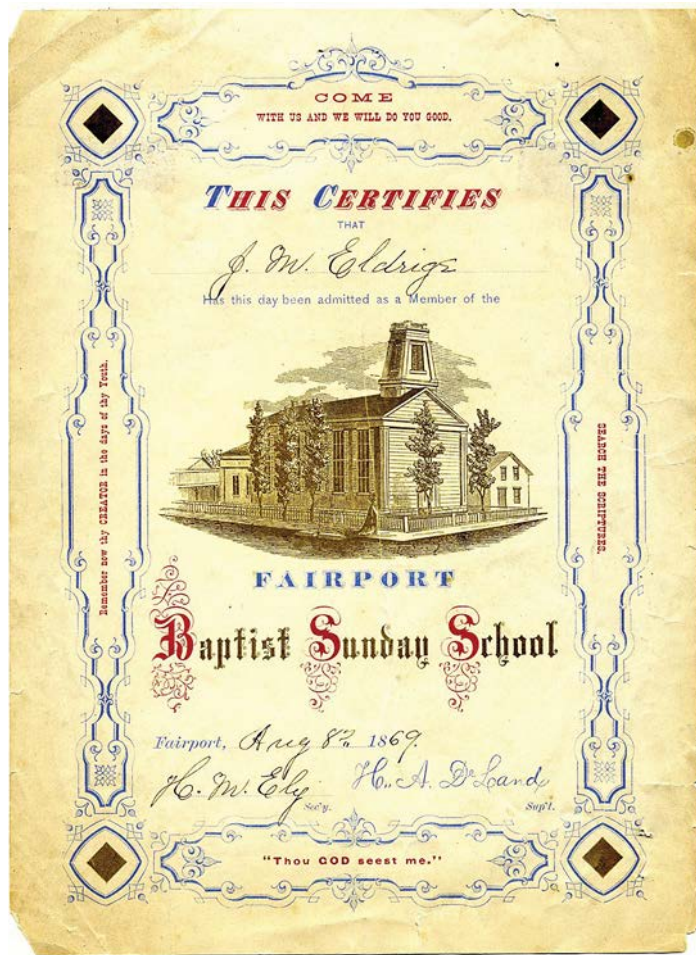 COME
WITH US AND WE WILL DO YOU GOOD.
THIS CERTIFIES
THAT
J. M. Eldrige
Has this day been admitted as a Member of the
Remember now thy CREATOR in the days of thy Youth.
SEARCH THE SCRIPTURES.
FAIRPORT
Baptist Sunday School
Fairport, Aug 8th, 1869.
H. M. Ely Sec'y. H. A. DeLand Sup't.
"Thou GOD seest me."